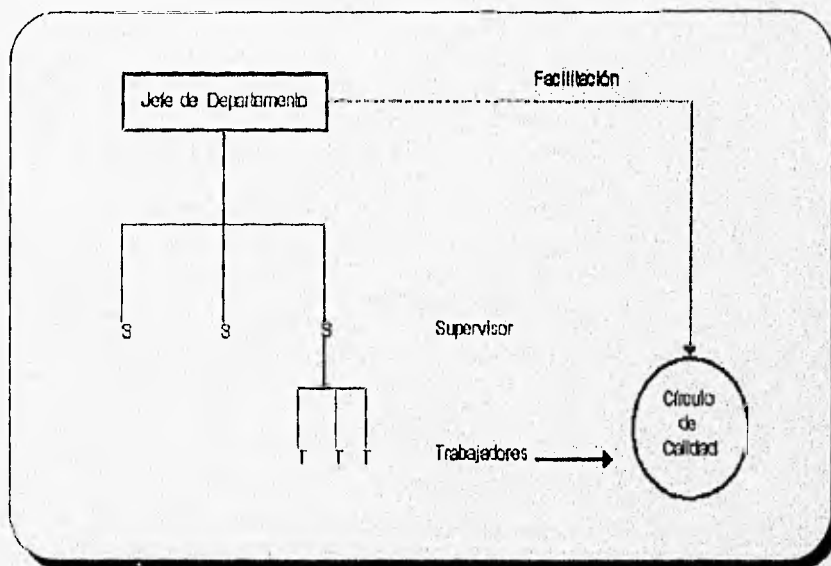 Facilitación
Jefe de Departamento
S S S Supervisor
Círculo
de
Calidad
T T T Trabajadores